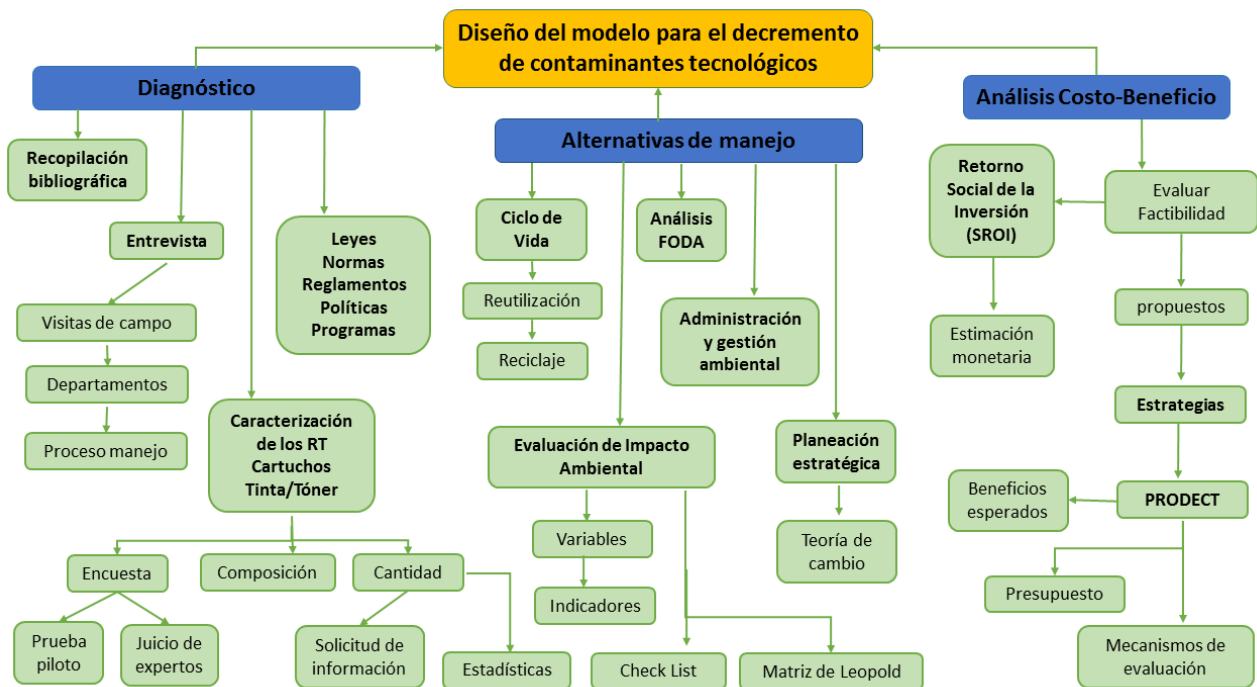 Diseño del modelo para el decremento
de contaminantes tecnológicos
Diagnóstico
Recopilación
bibliográfica
Entrevista
Visitas de campo
Departamentos
Proceso manejo
Leyes
Normas
Reglamentos
Políticas
Programas
Caracterización
de los RT
Cartuchos
Tinta/Tóner
Encuesta
Composición
Cantidad
Prueba
piloto
Juicio de
expertos
Solicitud de
información
Estadísticas
Alternativas de manejo
Ciclo de
Vida
Reutilización
Reciclaje
Análisis
FODA
Administración
y gestión
ambiental
Evaluación de Impacto
Ambiental
Variables
Indicadores
Check List
Matriz de Leopold
Planeación
estratégica
Teoría de
cambio
Análisis Costo-Beneficio
Retorno
Social de la
Inversión
(SROI)
Estimación
monetaria
Evaluar
Factibilidad
propuestos
Estrategias
PRODECT
Beneficios
esperados
Presupuesto
Mecanismos de
evaluación